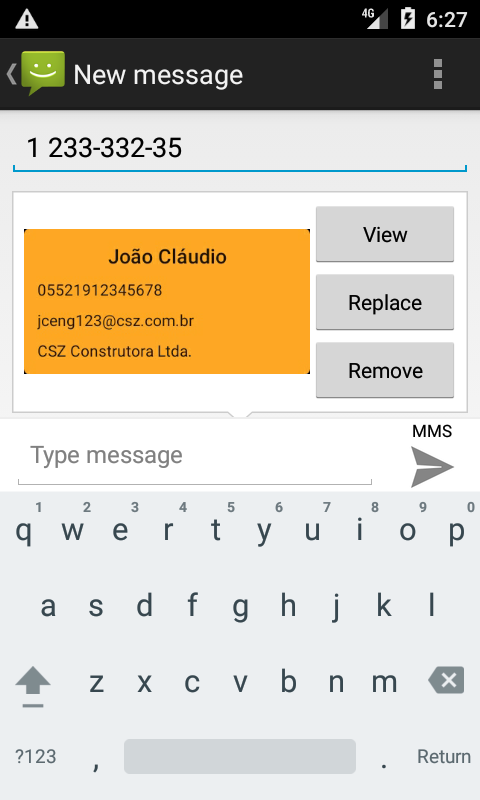 4G 6:27
New message
1 233-332-35
João Cláudio
05521912345678
jceng123@csz.com.br
CSZ Construtora Ltda.
View
Replace
Remove
Type message
MMS
1 2 3 4 5 6 7 8 9 0
q w e r t y u i o p
a s d f g h j k l
z x c v b n m
?123 , . Return